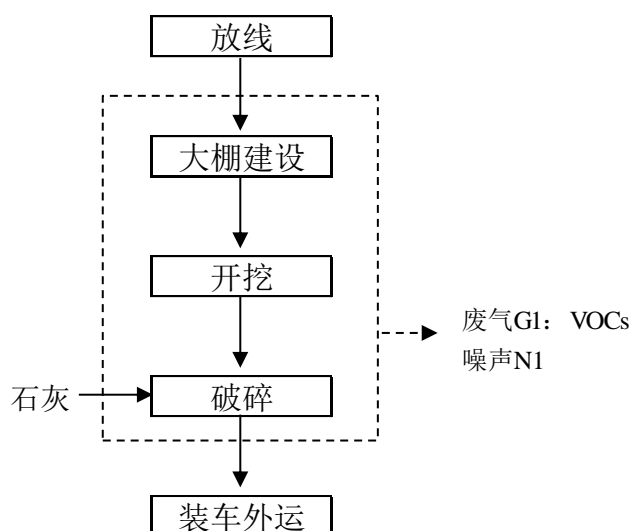 放线
大棚建设
开挖
废气G1：VOCs
噪声N1
石灰
破碎
装车外运